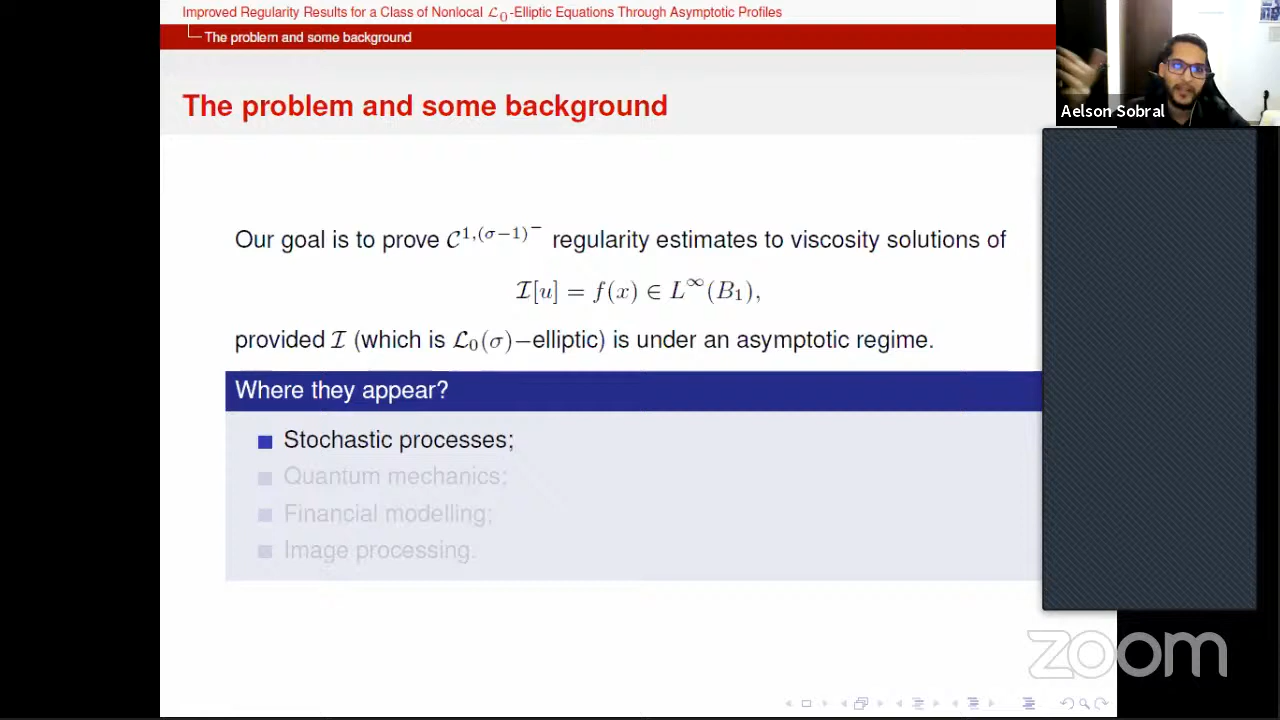 Improved Regularity Results for a Class of Nonlocal 𝓛₀-Elliptic Equations Through Asymptotic Profiles
The problem and some background
The problem and some background
Our goal is to prove 𝒞^{1,(σ−1)^−} regularity estimates to viscosity solutions of
ℐ[u] = f(x) ∈ L^∞(B₁),
provided ℐ (which is 𝓛₀(σ)−elliptic) is under an asymptotic regime.
Where they appear?
Stochastic processes;
Quantum mechanics;
Financial modelling;
Image processing.
Aelson Sobral
zoom